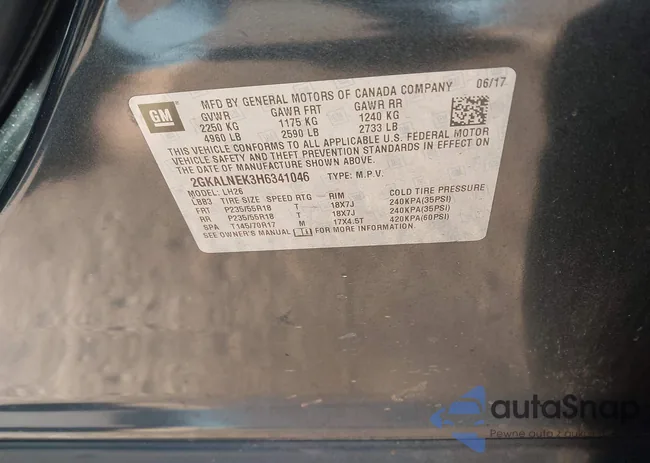 GM
MFD BY GENERAL MOTORS OF CANADA COMPANY 06/17
GVWR GAWR FRT GAWR RR
2250 KG 1175 KG 1240 KG
4960 LB 2590 LB 2733 LB
THIS VEHICLE CONFORMS TO ALL APPLICABLE U.S. FEDERAL MOTOR
VEHICLE SAFETY AND THEFT PREVENTION STANDARDS IN EFFECT ON
THE DATE OF MANUFACTURE SHOWN ABOVE.
2GKALNEK3H6341046 TYPE: M.P.V.
MODEL: LH26
LBB3 TIRE SIZE SPEED RTG RIM COLD TIRE PRESSURE
FRT P235/55R18 T 18X7J 240KPA(35PSI)
RR P235/55R18 T 18X7J 240KPA(35PSI)
SPA T145/70R17 M 17X4.5T 420KPA(60PSI)
SEE OWNER'S MANUAL FOR MORE INFORMATION.
autaSnap
Pewne auto z